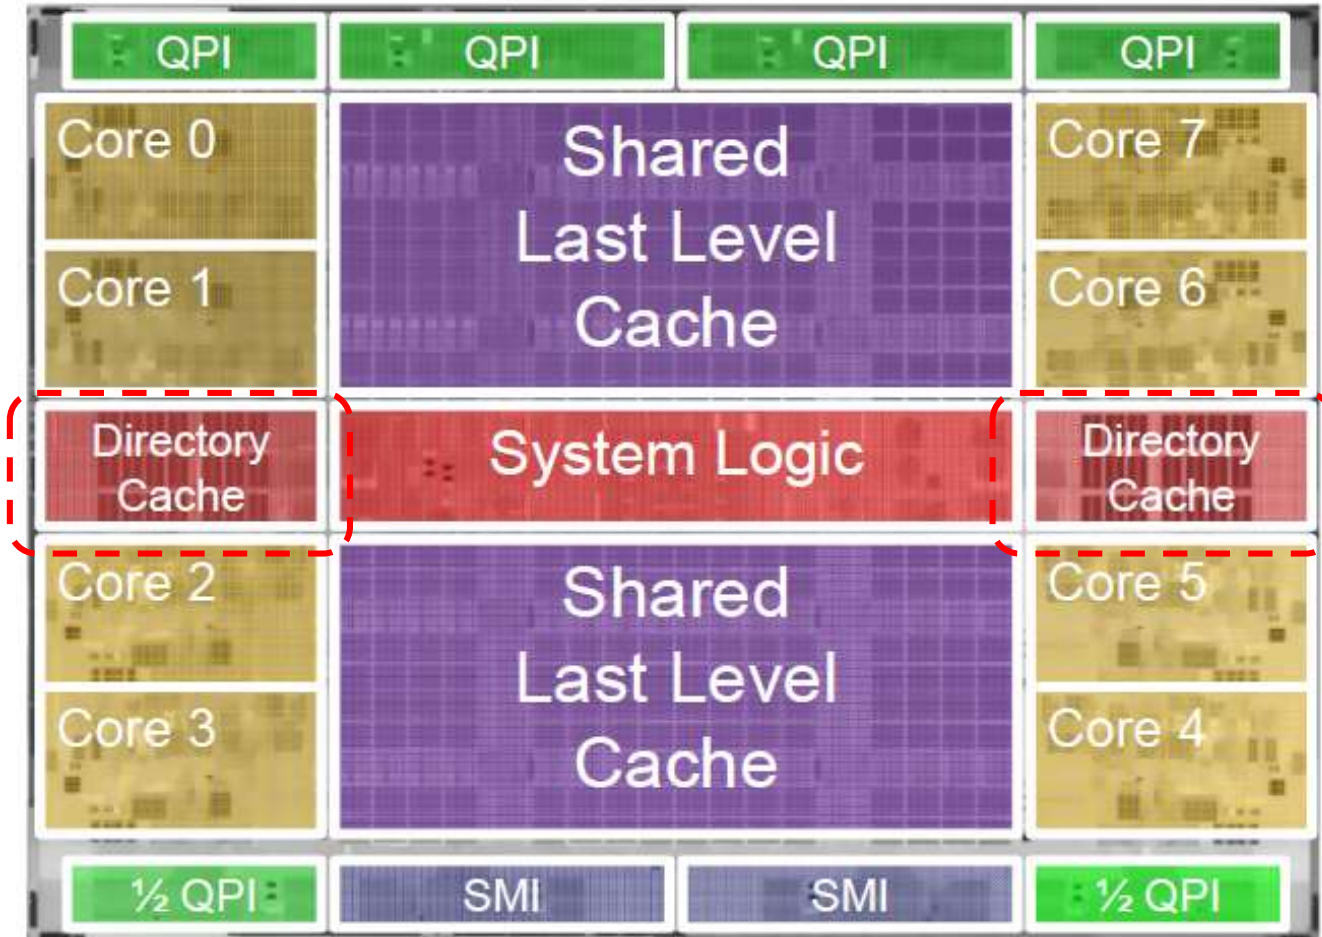 QPI
QPI
QPI
QPI
Core 0
Shared
Last Level
Cache
Core 7
Core 1
Core 6
Directory
Cache
System Logic
Directory
Cache
Core 2
Shared
Last Level
Cache
Core 5
Core 3
Core 4
½ QPI
SMI
SMI
½ QPI